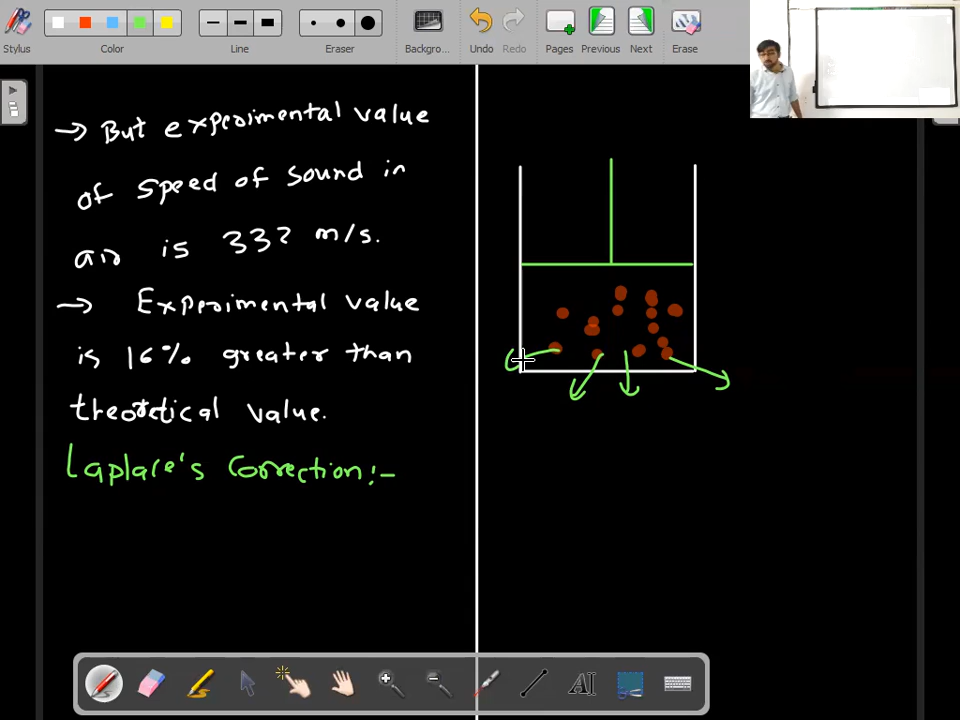 Stylus
Color
Line
Eraser
Backgro...
Undo
Redo
Pages
Previous
Next
Erase
→ But experimental value
of speed of sound in
air is 332 m/s.
→ Experimental value
is 16% greater than
theoretical value.
Laplace's Correction:-
AI